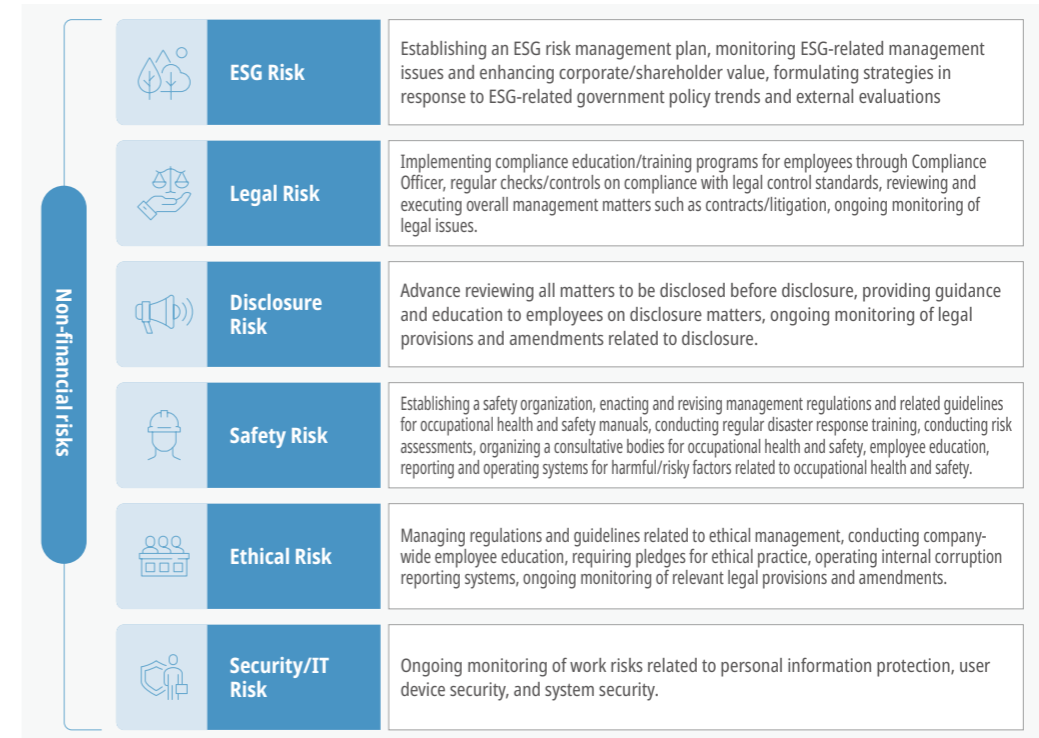 Non-financial risks
ESG Risk
Establishing an ESG risk management plan, monitoring ESG-related management
issues and enhancing corporate/shareholder value, formulating strategies in
response to ESG-related government policy trends and external evaluations
Legal Risk
Implementing compliance education/training programs for employees through Compliance
Officer, regular checks/controls on compliance with legal control standards, reviewing and
executing overall management matters such as contracts/litigation, ongoing monitoring of
legal issues.
Disclosure
Risk
Advance reviewing all matters to be disclosed before disclosure, providing guidance
and education to employees on disclosure matters, ongoing monitoring of legal
provisions and amendments related to disclosure.
Safety Risk
Establishing a safety organization, enacting and revising management regulations and related guidelines
for occupational health and safety manuals, conducting regular disaster response training, conducting risk
assessments, organizing a consultative bodies for occupational health and safety, employee education,
reporting and operating systems for harmful/risky factors related to occupational health and safety.
Ethical Risk
Managing regulations and guidelines related to ethical management, conducting company-
wide employee education, requiring pledges for ethical practice, operating internal corruption
reporting systems, ongoing monitoring of relevant legal provisions and amendments.
Security/IT
Risk
Ongoing monitoring of work risks related to personal information protection, user
device security, and system security.